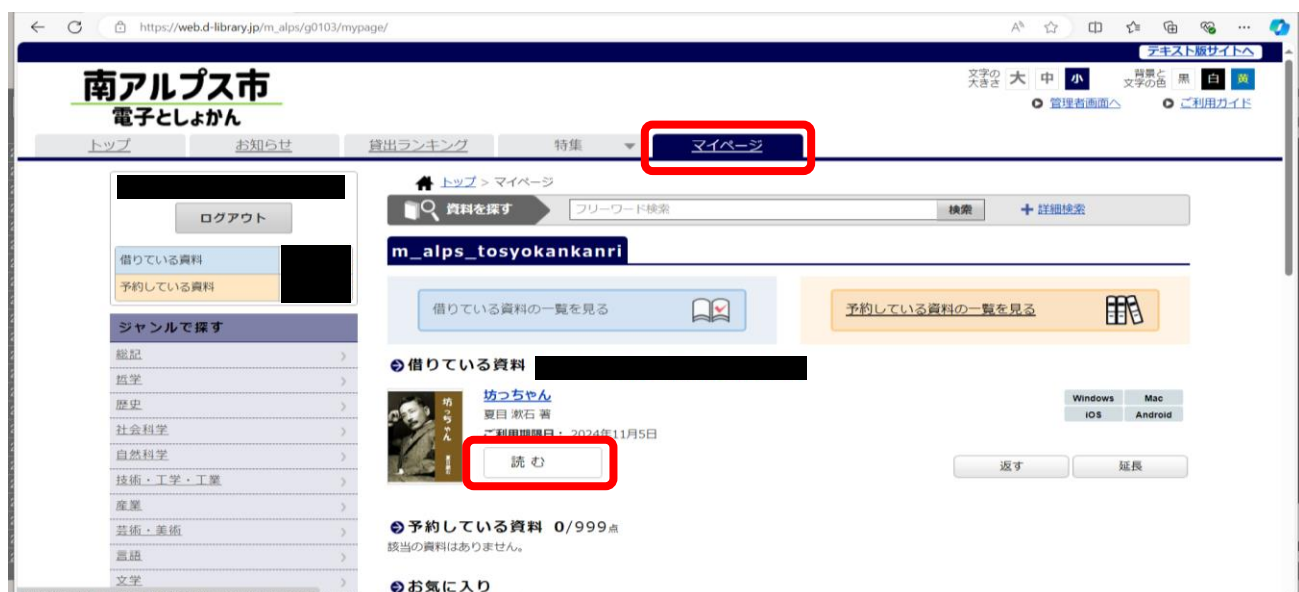 https://web.d-library.jp/m_alps/g0103/mypage/
テキスト版サイトへ
南アルプス市
電子としょかん
文字の大きさ 大 中 小 背景と文字の色 黒 白 黄
管理者画面へ ご利用ガイド
トップ お知らせ 貸出ランキング 特集 マイページ
トップ > マイページ
ログアウト
資料を探す フリーワード検索 検索 詳細検索
借りている資料
予約している資料
m_alps_tosyokankanri
借りている資料の一覧を見る 予約している資料の一覧を見る
ジャンルで探す
総記
哲学
歴史
社会科学
自然科学
技術・工学・工業
産業
芸術・美術
言語
文学
借りている資料
坊っちゃん
坊っちゃん
夏目 漱石 著
ご利用期限日: 2024年11月5日
読む
Windows Mac
iOS Android
返す 延長
予約している資料 0/999点
該当の資料はありません。
お気に入り